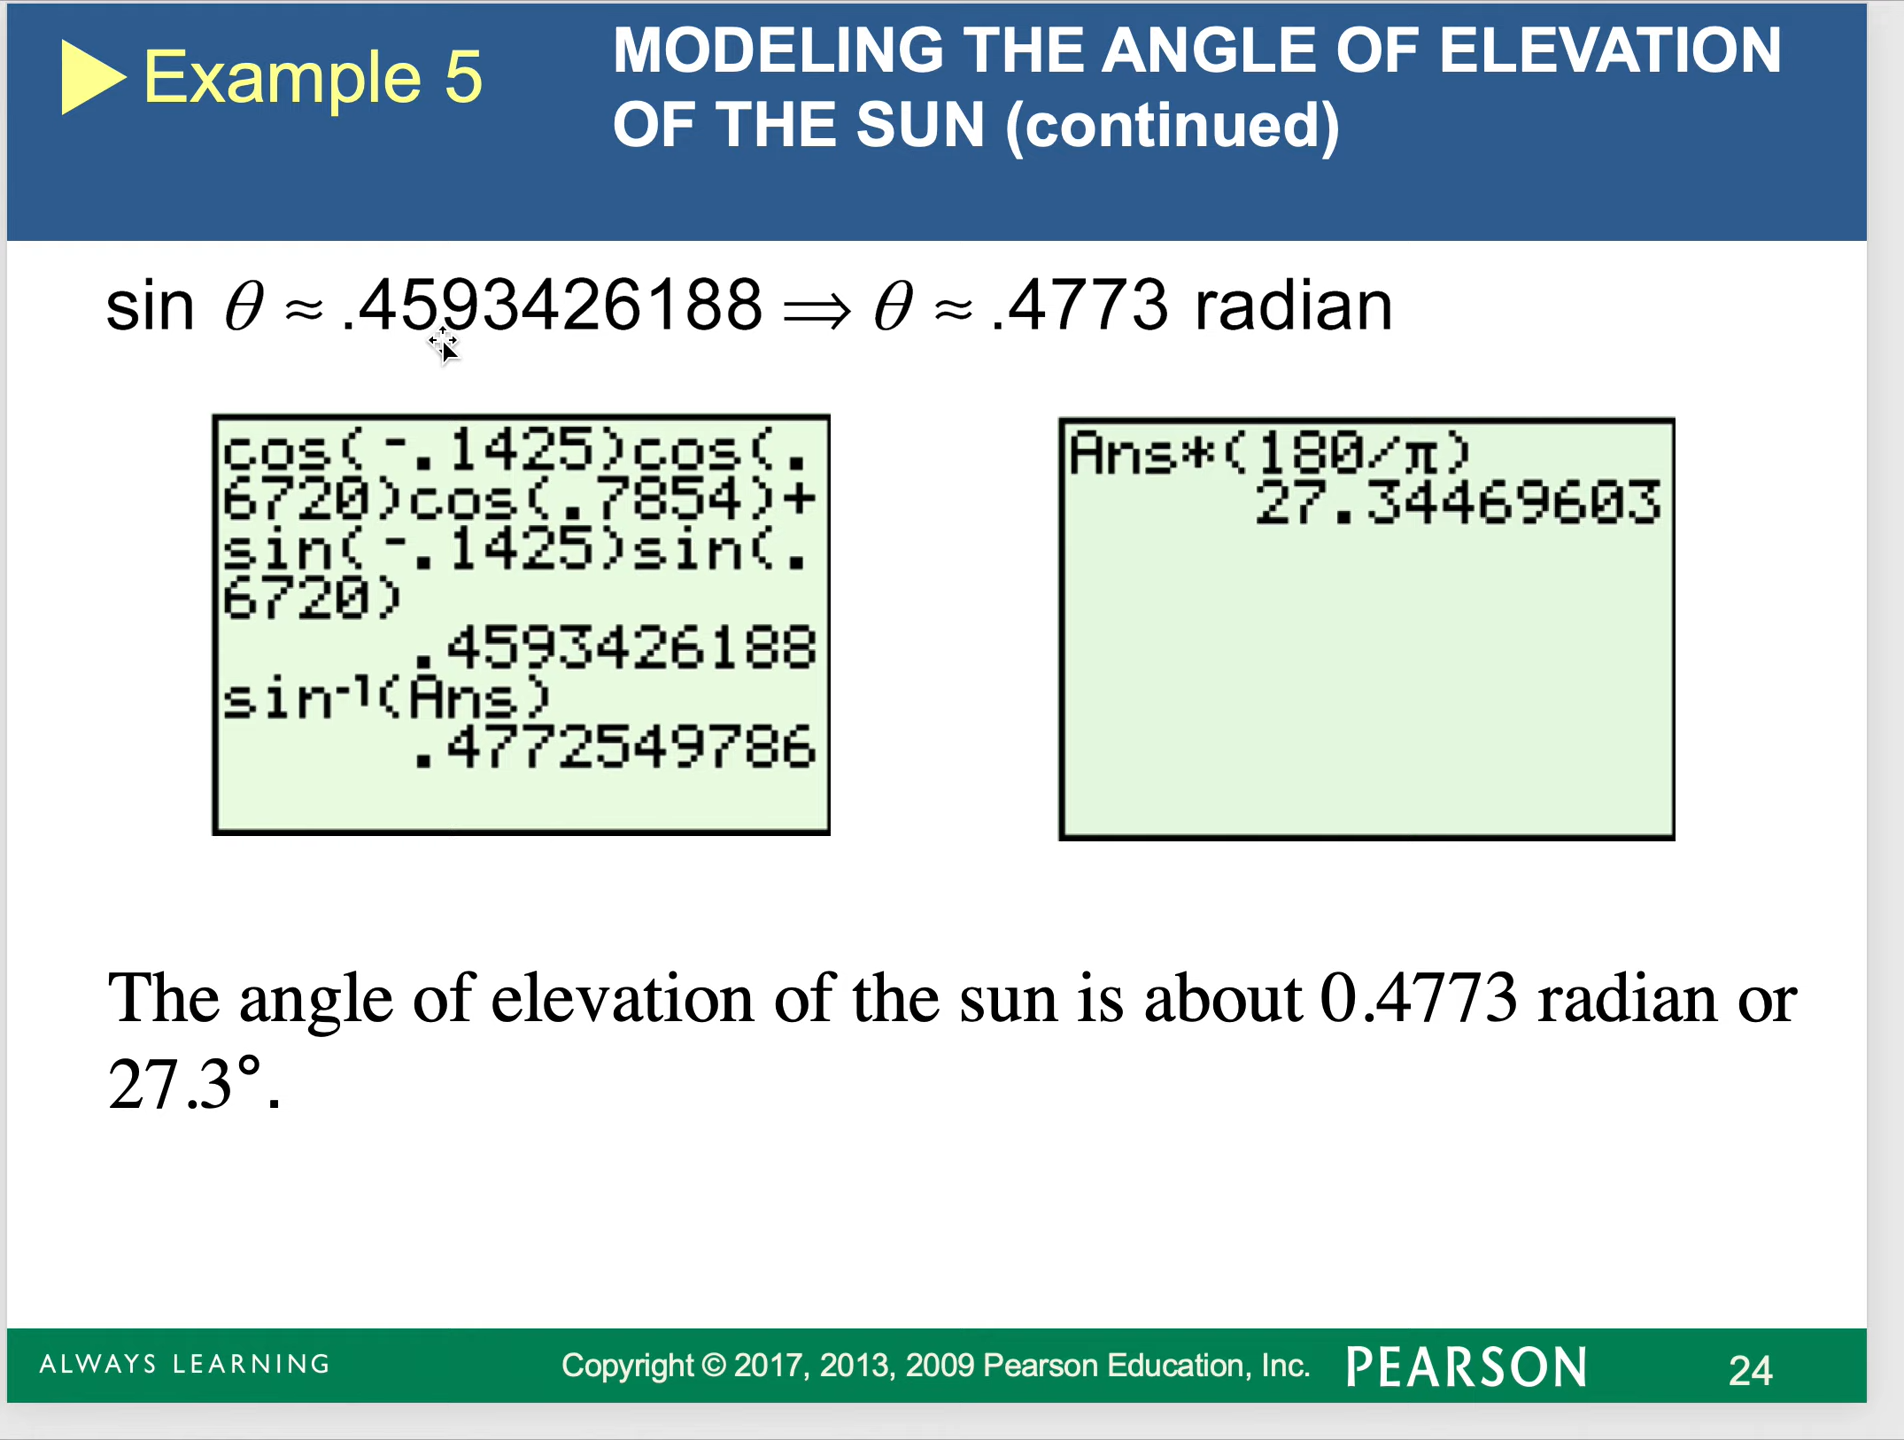 Example 5
MODELING THE ANGLE OF ELEVATION
OF THE SUN (continued)
sin θ ≈ .4593426188 ⇒ θ ≈ .4773 radian
cos(-.1425)cos(.
6720)cos(.7854)+
sin(-.1425)sin(.
6720)
.4593426188
sin⁻¹(Ans)
.4772549786
Ans*(180/π)
27.34469603
The angle of elevation of the sun is about 0.4773 radian or
27.3°.
ALWAYS LEARNING
Copyright © 2017, 2013, 2009 Pearson Education, Inc.
PEARSON
24